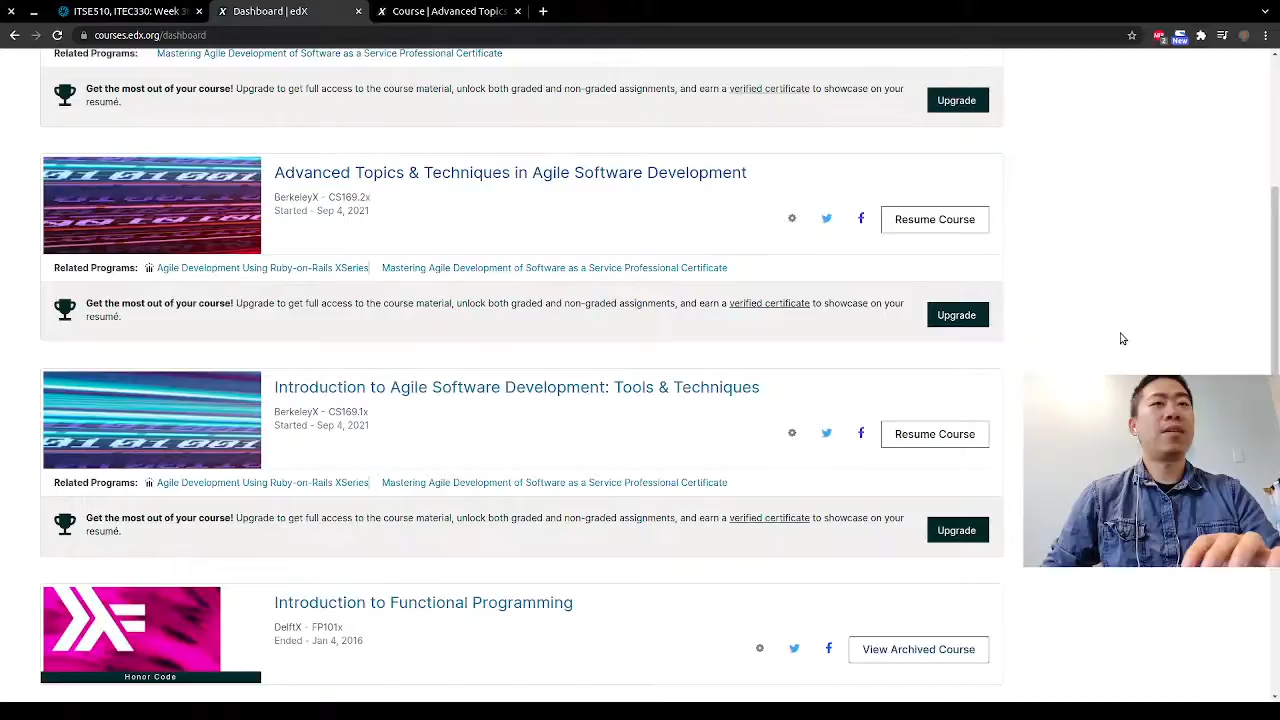 ITSE510, ITEC330: Week 3
Dashboard | edX
Course | Advanced Topics
courses.edx.org/dashboard
New
Related Programs: Mastering Agile Development of Software as a Service Professional Certificate
Get the most out of your course! Upgrade to get full access to the course material, unlock both graded and non-graded assignments, and earn a verified certificate to showcase on your
resumé.
Upgrade
Advanced Topics & Techniques in Agile Software Development
BerkeleyX - CS169.2x
Started - Sep 4, 2021
Resume Course
Related Programs: Agile Development Using Ruby-on-Rails XSeries Mastering Agile Development of Software as a Service Professional Certificate
Get the most out of your course! Upgrade to get full access to the course material, unlock both graded and non-graded assignments, and earn a verified certificate to showcase on your
resumé.
Upgrade
Introduction to Agile Software Development: Tools & Techniques
BerkeleyX - CS169.1x
Started - Sep 4, 2021
Resume Course
Related Programs: Agile Development Using Ruby-on-Rails XSeries Mastering Agile Development of Software as a Service Professional Certificate
Get the most out of your course! Upgrade to get full access to the course material, unlock both graded and non-graded assignments, and earn a verified certificate to showcase on your
resumé.
Upgrade
Introduction to Functional Programming
DelftX - FP101x
Ended - Jan 4, 2016
View Archived Course
Honor Code